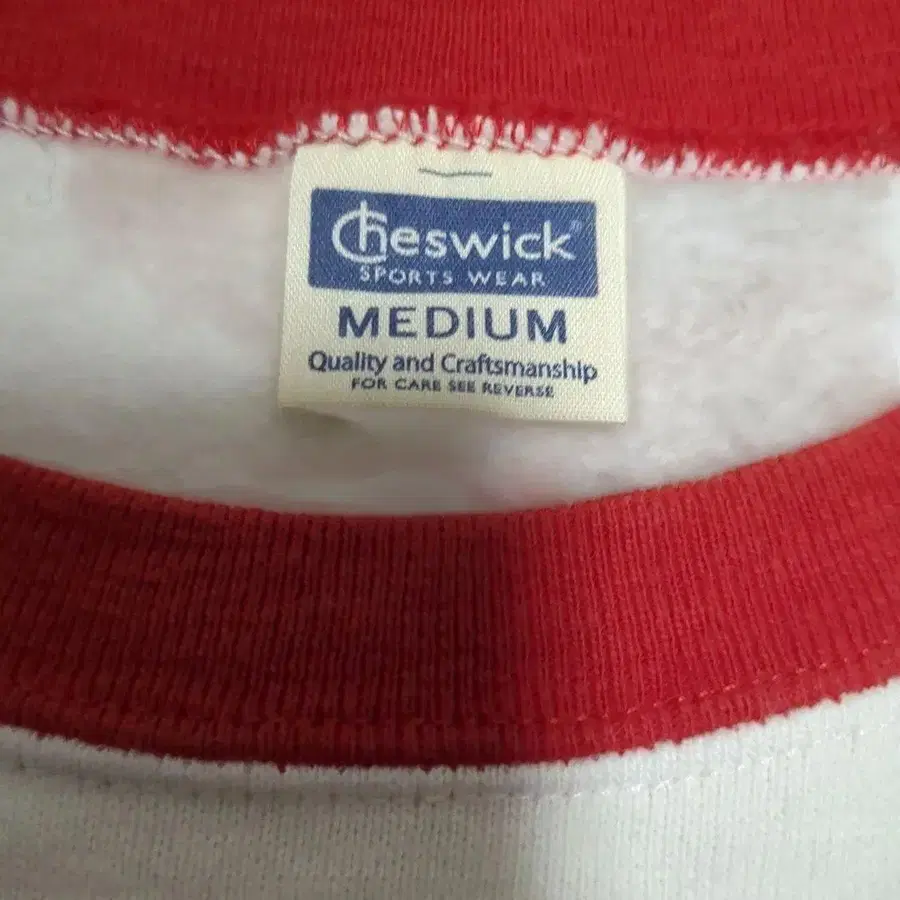 Cheswick®
SPORTS WEAR
MEDIUM
Quality and Craftsmanship
FOR CARE SEE REVERSE